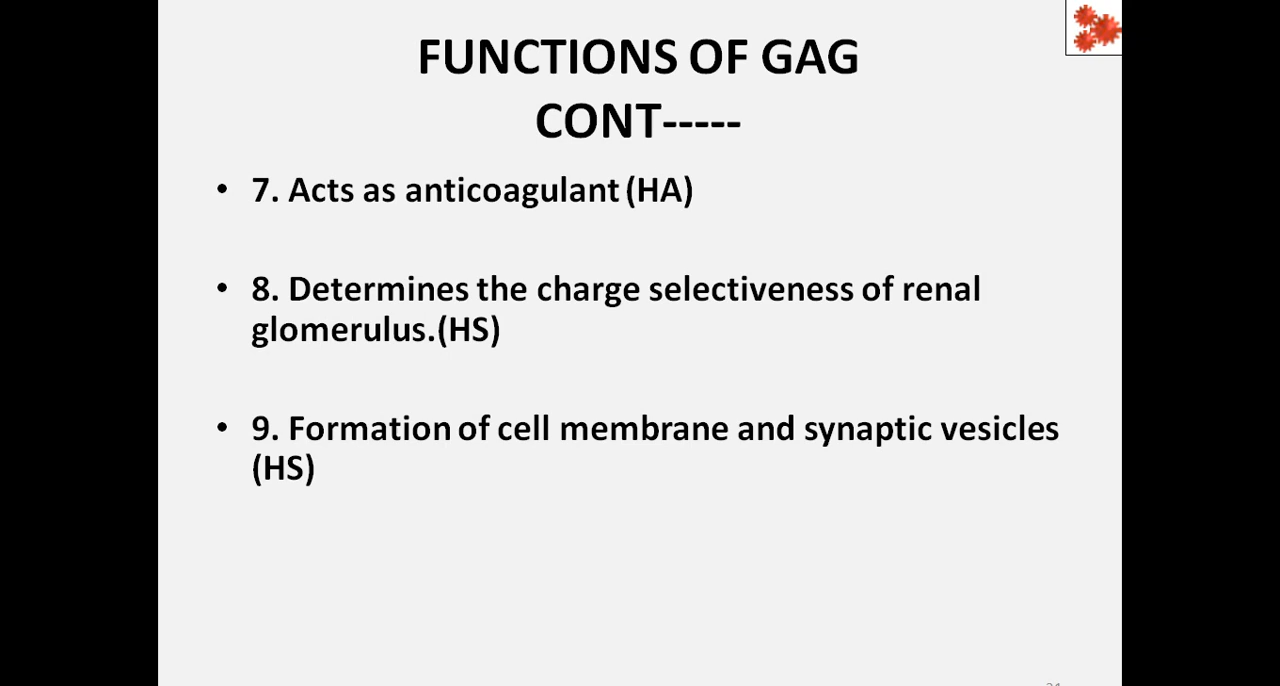 FUNCTIONS OF GAG
CONT-----
• 7. Acts as anticoagulant (HA)
• 8. Determines the charge selectiveness of renal
glomerulus.(HS)
• 9. Formation of cell membrane and synaptic vesicles
(HS)